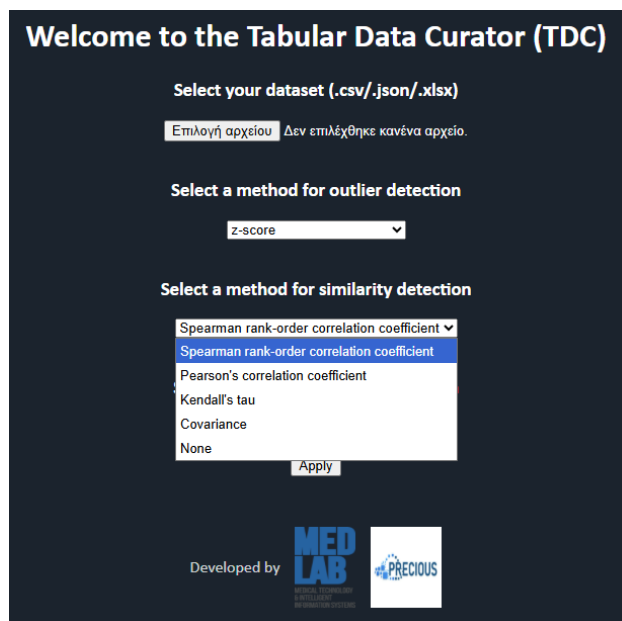 Welcome to the Tabular Data Curator (TDC)
Select your dataset (.csv/.json/.xlsx)
Επιλογή αρχείου Δεν επιλέχθηκε κανένα αρχείο.
Select a method for outlier detection
z-score
Select a method for similarity detection
Spearman rank-order correlation coefficient
Spearman rank-order correlation coefficient
Pearson's correlation coefficient
Kendall's tau
Covariance
None
Apply
Developed by
MED
LAB
MEDICAL TECHNOLOGY
& INTELLIGENT
INFORMATION SYSTEMS
PRECIOUS